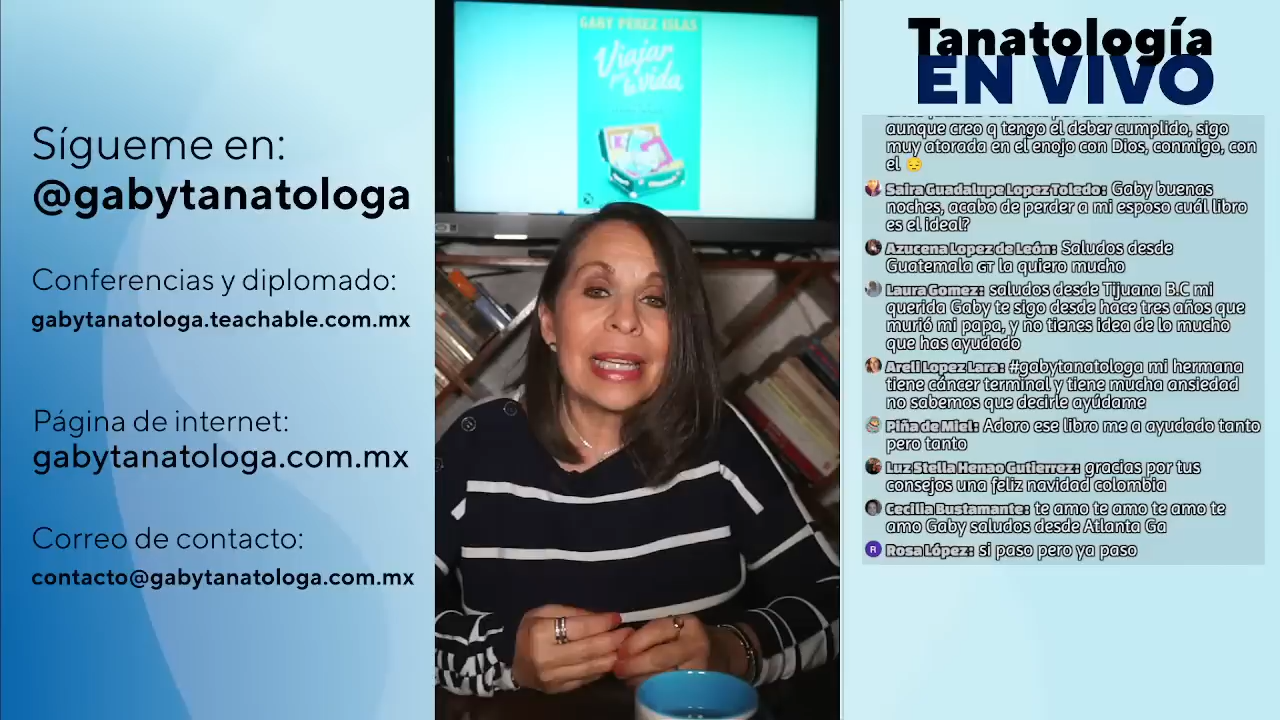 Sígueme en:
@gabytanatologa
Conferencias y diplomado:
gabytanatologa.teachable.com.mx
Página de internet:
gabytanatologa.com.mx
Correo de contacto:
contacto@gabytanatologa.com.mx
GABY PÉREZ ISLAS
Viajar
por
la vida
Tanatología
EN VIVO
aunque creo q tengo el deber cumplido, sigo
muy atorada en el enojo con Dios, conmigo, con
el 😔
Saira Guadalupe Lopez Toledo: Gaby buenas
noches, acabo de perder a mi esposo cuál libro
es el ideal?
Azucena Lopez de León: Saludos desde
Guatemala GT la quiero mucho
Laura Gomez: saludos desde Tijuana B.C mi
querida Gaby te sigo desde hace tres años que
murió mi papa, y no tienes idea de lo mucho
que has ayudado
Areli Lopez Lara: #gabytanatologa mi hermana
tiene cáncer terminal y tiene mucha ansiedad
no sabemos que decirle ayúdame
Piña de Miel: Adoro ese libro me a ayudado tanto
pero tanto
Luz Stella Henao Gutierrez: gracias por tus
consejos una feliz navidad colombia
Cecilia Bustamante: te amo te amo te amo te
amo Gaby saludos desde Atlanta Ga
R Rosa López: si paso pero ya paso